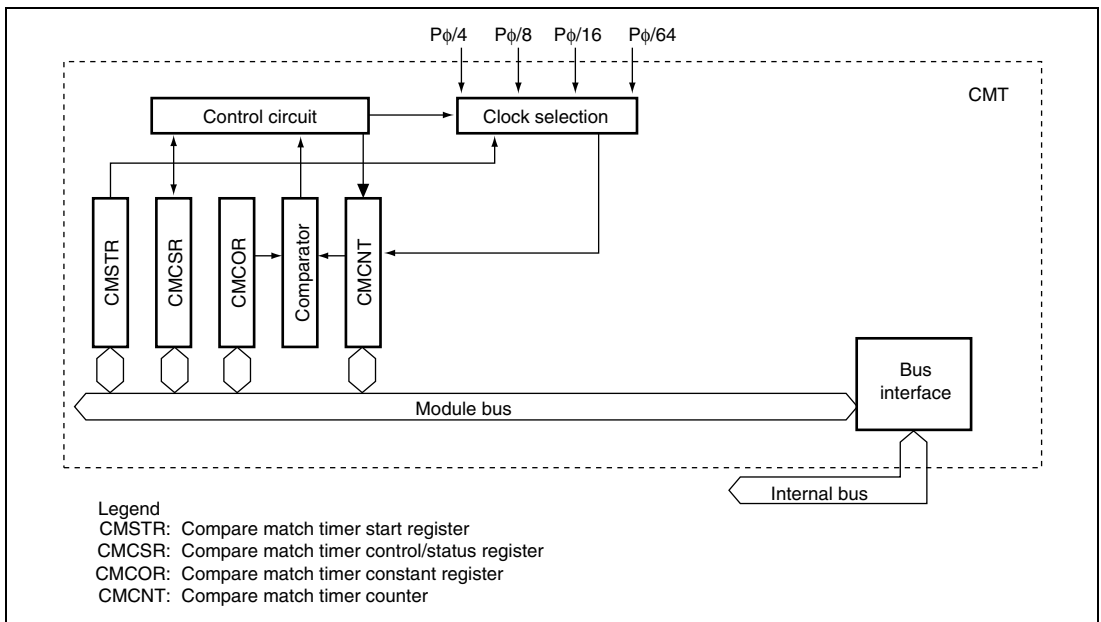 Pφ/4 Pφ/8 Pφ/16 Pφ/64
CMT
Control circuit
Clock selection
CMSTR
CMCSR
CMCOR
Comparator
CMCNT
Bus
interface
Module bus
Internal bus
Legend
CMSTR: Compare match timer start register
CMCSR: Compare match timer control/status register
CMCOR: Compare match timer constant register
CMCNT: Compare match timer counter